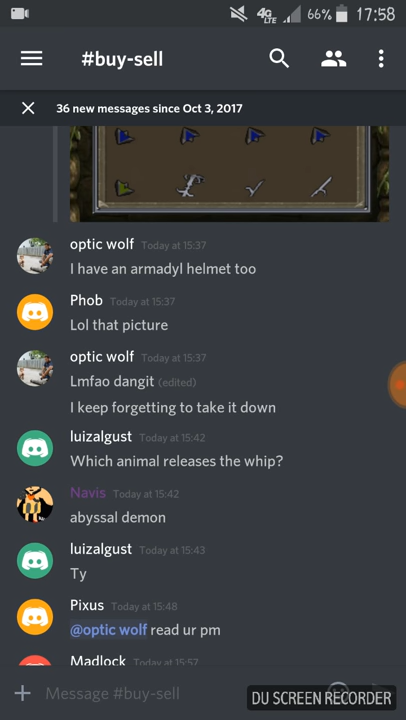 4G LTE 66% 17:58
#buy-sell
36 new messages since Oct 3, 2017
optic wolf Today at 15:37
I have an armadyl helmet too
Phob Today at 15:37
Lol that picture
optic wolf Today at 15:37
Lmfao dangit (edited)
I keep forgetting to take it down
luizalgust Today at 15:42
Which animal releases the whip?
Navis Today at 15:42
abyssal demon
luizalgust Today at 15:43
Ty
Pixus Today at 15:48
@optic wolf read ur pm
Madlock Today at 15:57
Message #buy-sell
DU SCREEN RECORDER